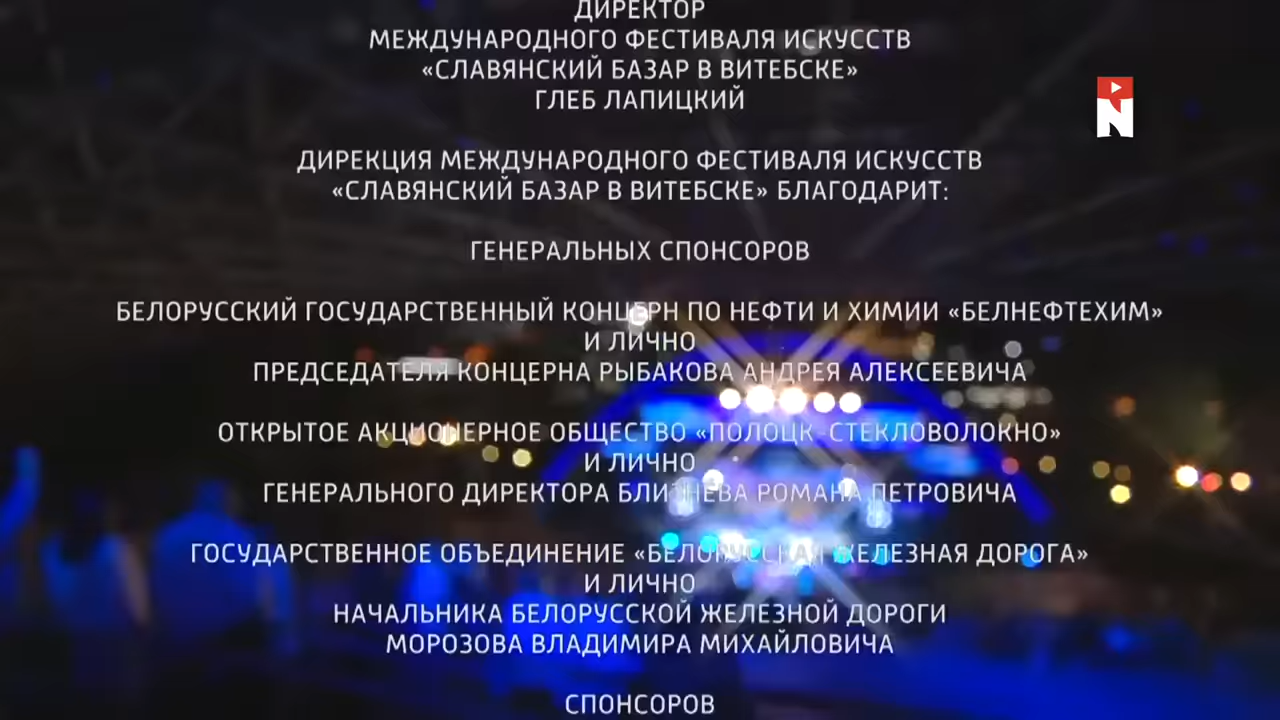 ДИРЕКТОР
МЕЖДУНАРОДНОГО ФЕСТИВАЛЯ ИСКУССТВ
«СЛАВЯНСКИЙ БАЗАР В ВИТЕБСКЕ»
ГЛЕБ ЛАПИЦКИЙ
ДИРЕКЦИЯ МЕЖДУНАРОДНОГО ФЕСТИВАЛЯ ИСКУССТВ
«СЛАВЯНСКИЙ БАЗАР В ВИТЕБСКЕ» БЛАГОДАРИТ:
ГЕНЕРАЛЬНЫХ СПОНСОРОВ
БЕЛОРУССКИЙ ГОСУДАРСТВЕННЫЙ КОНЦЕРН ПО НЕФТИ И ХИМИИ «БЕЛНЕФТЕХИМ»
И ЛИЧНО
ПРЕДСЕДАТЕЛЯ КОНЦЕРНА РЫБАКОВА АНДРЕЯ АЛЕКСЕЕВИЧА
ОТКРЫТОЕ АКЦИОНЕРНОЕ ОБЩЕСТВО «ПОЛОЦК-СТЕКЛОВОЛОКНО»
И ЛИЧНО
ГЕНЕРАЛЬНОГО ДИРЕКТОРА БЛИЗНЕВА РОМАНА ПЕТРОВИЧА
ГОСУДАРСТВЕННОЕ ОБЪЕДИНЕНИЕ «БЕЛОРУССКАЯ ЖЕЛЕЗНАЯ ДОРОГА»
И ЛИЧНО
НАЧАЛЬНИКА БЕЛОРУССКОЙ ЖЕЛЕЗНОЙ ДОРОГИ
МОРОЗОВА ВЛАДИМИРА МИХАЙЛОВИЧА
СПОНСОРОВ
N